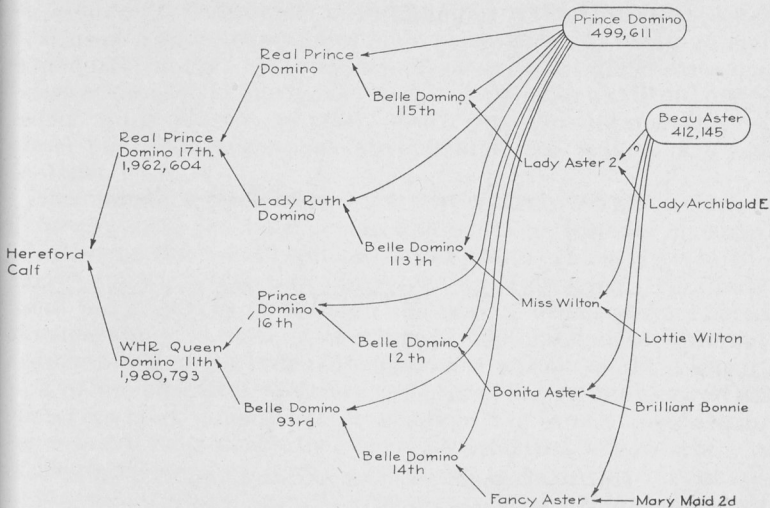 Prince Domino
499,611
Real Prince
Domino
Belle Domino
115th
Beau Aster
412,145
Real Prince
Domino 17th.
1,962,604
Lady Aster 2
Lady Ruth
Domino
Lady Archibald E
Belle Domino
113th
Hereford
Calf
Prince
Domino
16th
Miss Wilton
Lottie Wilton
WHR Queen
Domino 11th
1,980,793
Belle Domino
12th
Bonita Aster
Brilliant Bonnie
Belle Domino
93rd.
Belle Domino
14th
Fancy Aster
Mary Maid 2d